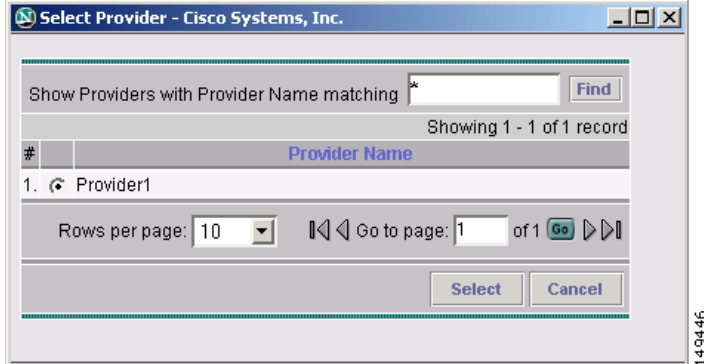 Select Provider - Cisco Systems, Inc.
Show Providers with Provider Name matching * Find
Showing 1 - 1 of 1 record
# Provider Name
1. Provider1
Rows per page: 10 Go to page: 1 of 1 Go
Select Cancel
149446